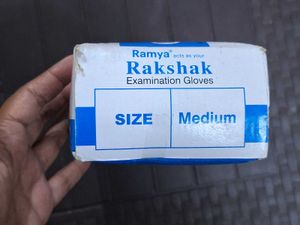 Ramya® acts as your
Rakshak
Examination Gloves
SIZE Medium